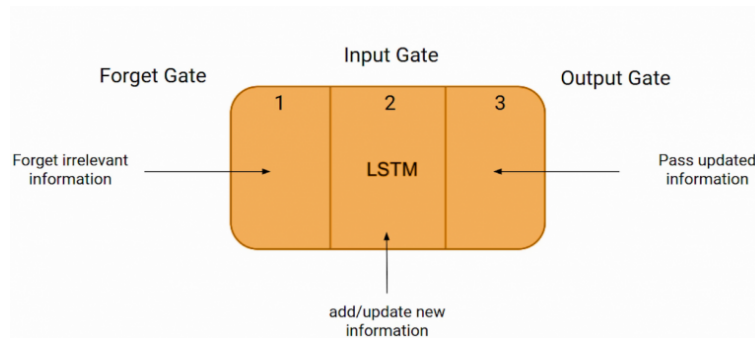 Input Gate
Forget Gate
Output Gate
1
2
3
Forget irrelevant
information
LSTM
Pass updated
information
add/update new
information